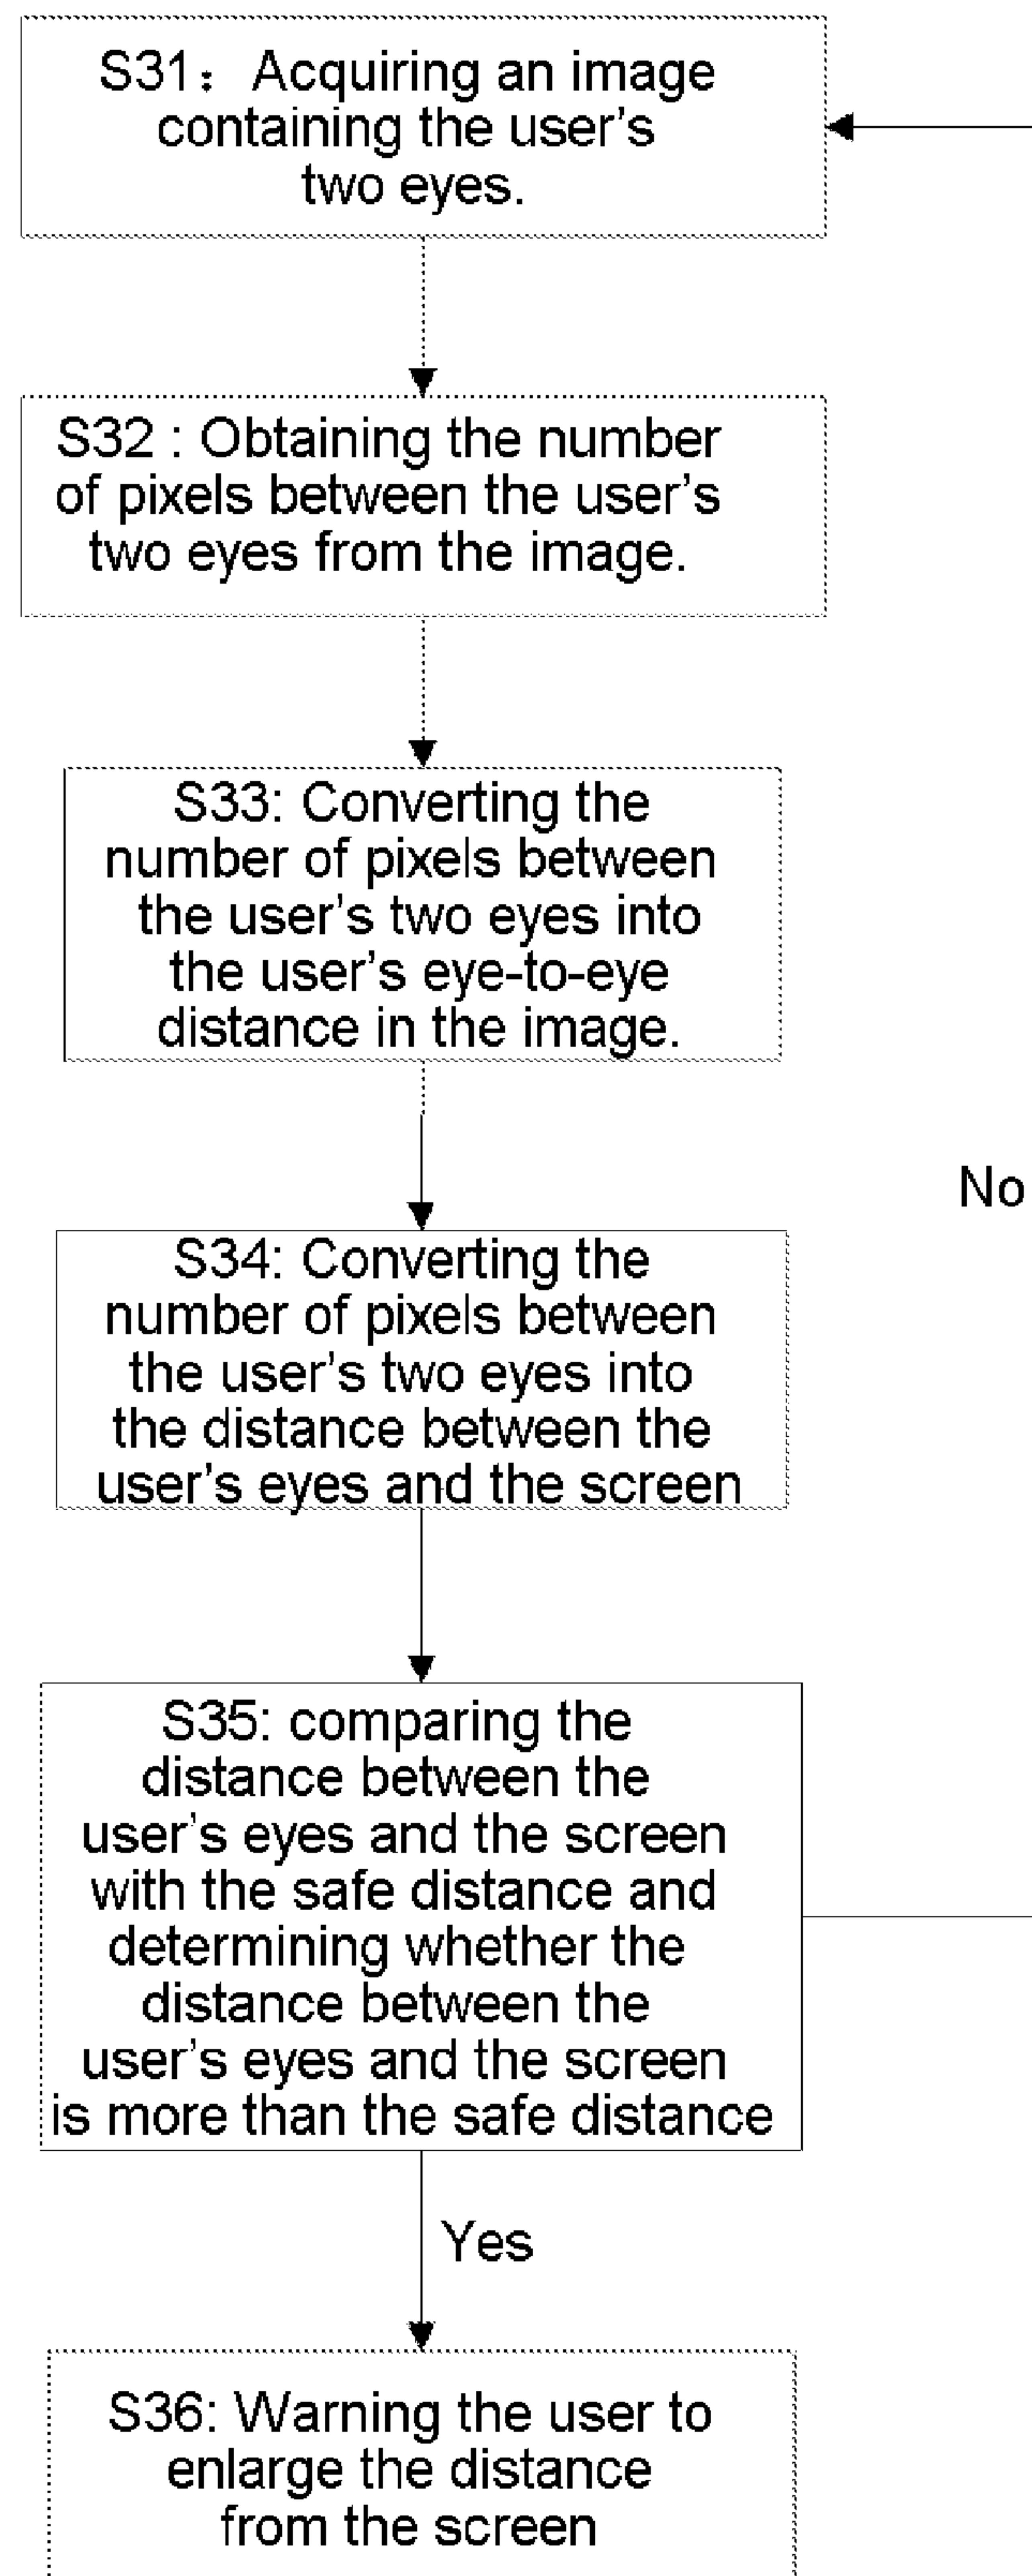 S31： Acquiring an image
containing the user's
two eyes.
S32 : Obtaining the number
of pixels between the user's
two eyes from the image.
S33: Converting the
number of pixels between
the user's two eyes into
the user's eye-to-eye
distance in the image.
No
S34: Converting the
number of pixels between
the user's two eyes into
the distance between the
user's eyes and the screen
S35: comparing the
distance between the
user's eyes and the screen
with the safe distance and
determining whether the
distance between the
user's eyes and the screen
is more than the safe distance
Yes
S36: Warning the user to
enlarge the distance
from the screen